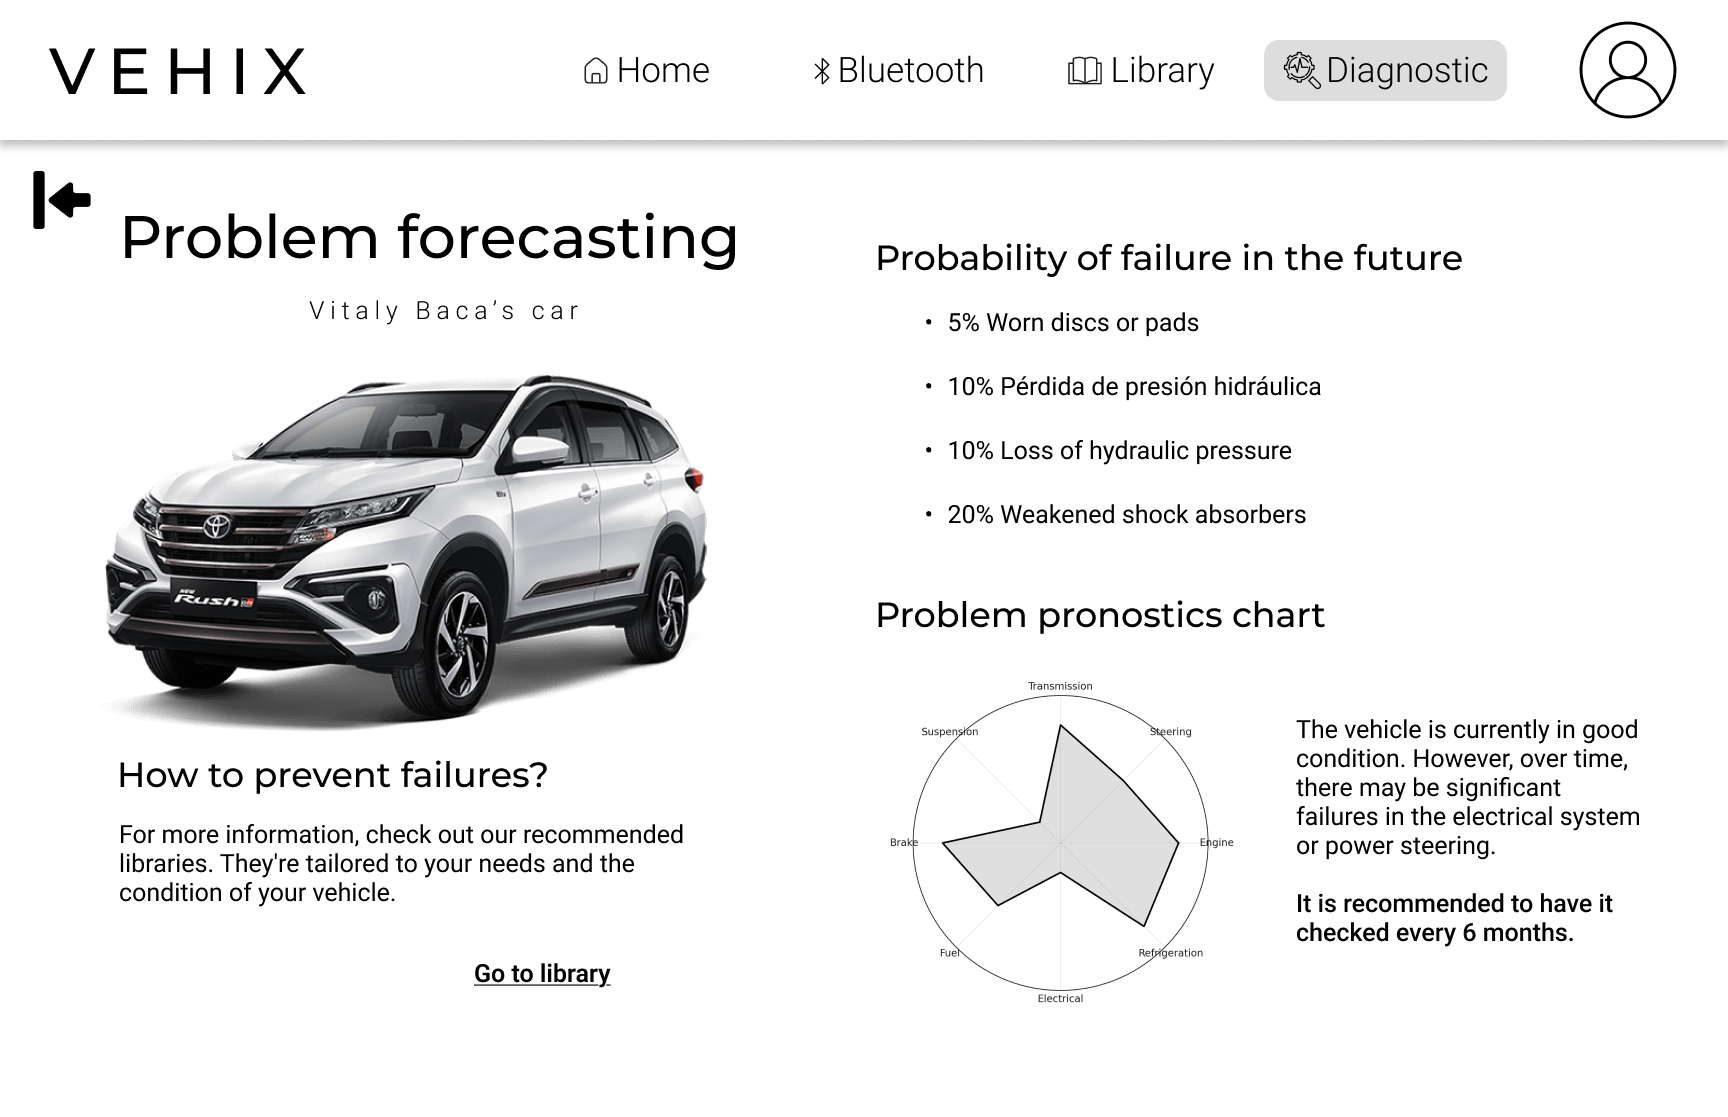 VEHIX
Home
Bluetooth
Library
Diagnostic
Problem forecasting
Vitaly Baca’s car
NEW
Rush GR
How to prevent failures?
For more information, check out our recommended
libraries. They're tailored to your needs and the
condition of your vehicle.
Go to library
Probability of failure in the future
• 5% Worn discs or pads
• 10% Pérdida de presión hidráulica
• 10% Loss of hydraulic pressure
• 20% Weakened shock absorbers
Problem pronostics chart
Transmission
Suspension
Steering
Brake
Engine
Fuel
Refrigeration
Electrical
The vehicle is currently in good
condition. However, over time,
there may be significant
failures in the electrical system
or power steering.
It is recommended to have it
checked every 6 months.